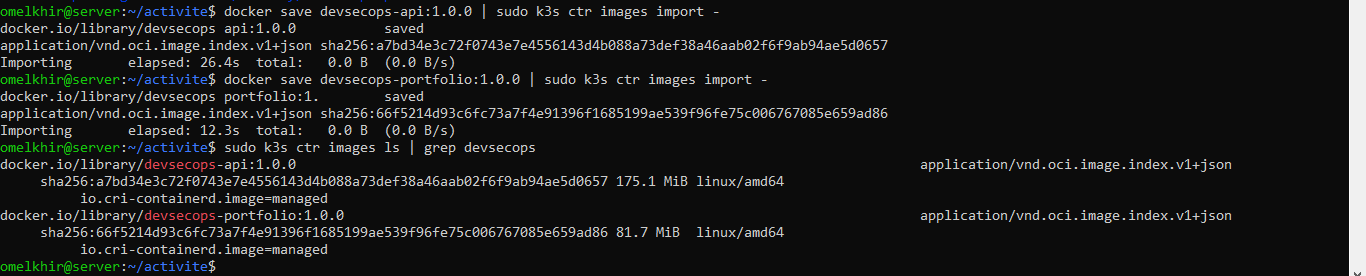 omelkhir@server:~/activite$ docker save devsecops-api:1.0.0 | sudo k3s ctr images import -
docker.io/library/devsecops api:1.0.0           saved
application/vnd.oci.image.index.v1+json sha256:a7bd34e3c72f0743e7e4556143d4b088a73def38a46aab02f6f9ab94ae5d0657
Importing       elapsed: 26.4s  total:   0.0 B  (0.0 B/s)
omelkhir@server:~/activite$ docker save devsecops-portfolio:1.0.0 | sudo k3s ctr images import -
docker.io/library/devsecops portfolio:1.        saved
application/vnd.oci.image.index.v1+json sha256:66f5214d93c6fc73a7f4e91396f1685199ae539f96fe75c006767085e659ad86
Importing       elapsed: 12.3s  total:   0.0 B  (0.0 B/s)
omelkhir@server:~/activite$ sudo k3s ctr images ls | grep devsecops
docker.io/library/devsecops-api:1.0.0                                                                              application/vnd.oci.image.index.v1+json
     sha256:a7bd34e3c72f0743e7e4556143d4b088a73def38a46aab02f6f9ab94ae5d0657 175.1 MiB linux/amd64
          io.cri-containerd.image=managed
docker.io/library/devsecops-portfolio:1.0.0                                                                        application/vnd.oci.image.index.v1+json
     sha256:66f5214d93c6fc73a7f4e91396f1685199ae539f96fe75c006767085e659ad86 81.7 MiB  linux/amd64
          io.cri-containerd.image=managed
omelkhir@server:~/activite$